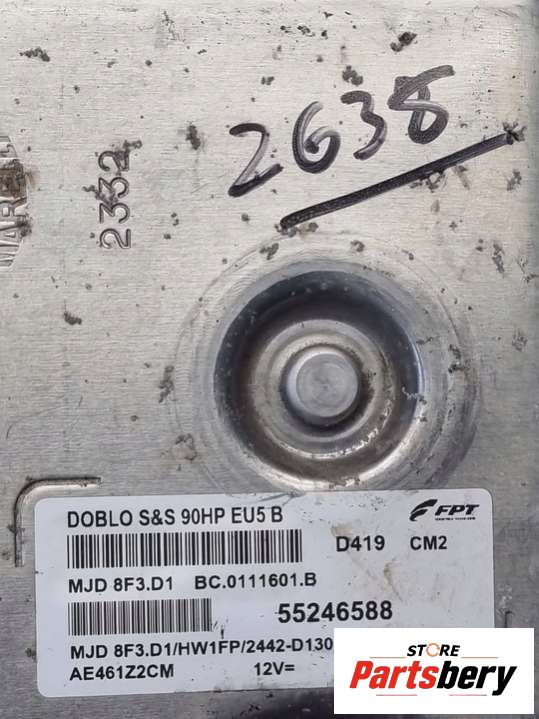 2638
2332
DOBLO S&S 90HP EU5 B
FPT
D419 CM2
MJD 8F3.D1 BC.0111601.B
55246588
MJD 8F3.D1/HW1FP/2442-D130
AE461Z2CM 12V=
STORE
Partsbery